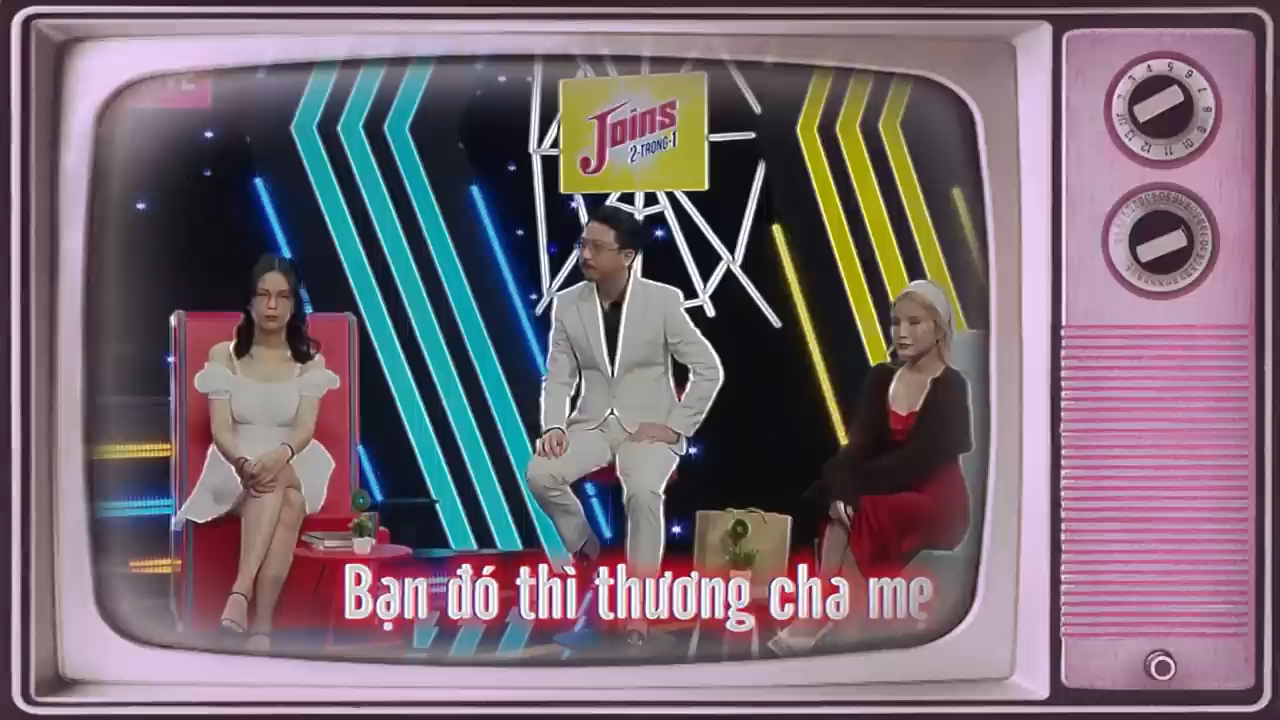 Joins
2-TRONG-1
Bạn đó thì thương cha mẹ